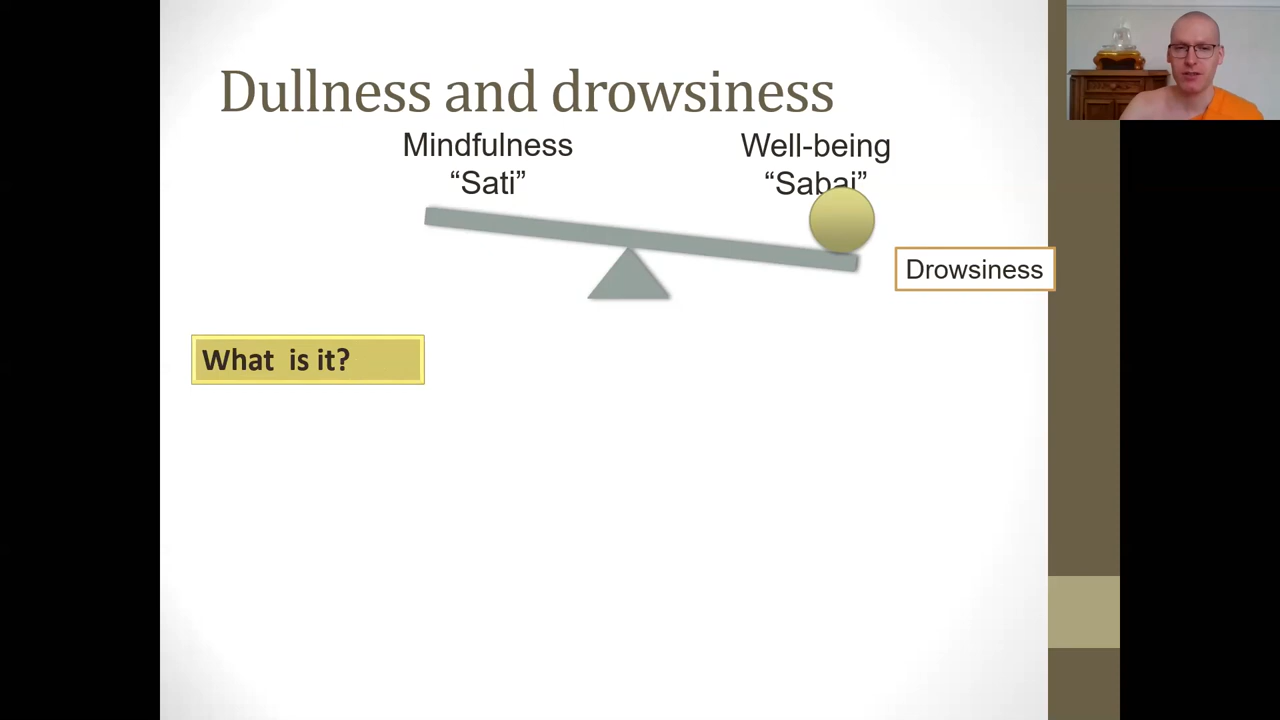 Dullness and drowsiness
Mindfulness
“Sati”
Well-being
“Sabai”
Drowsiness
What is it?